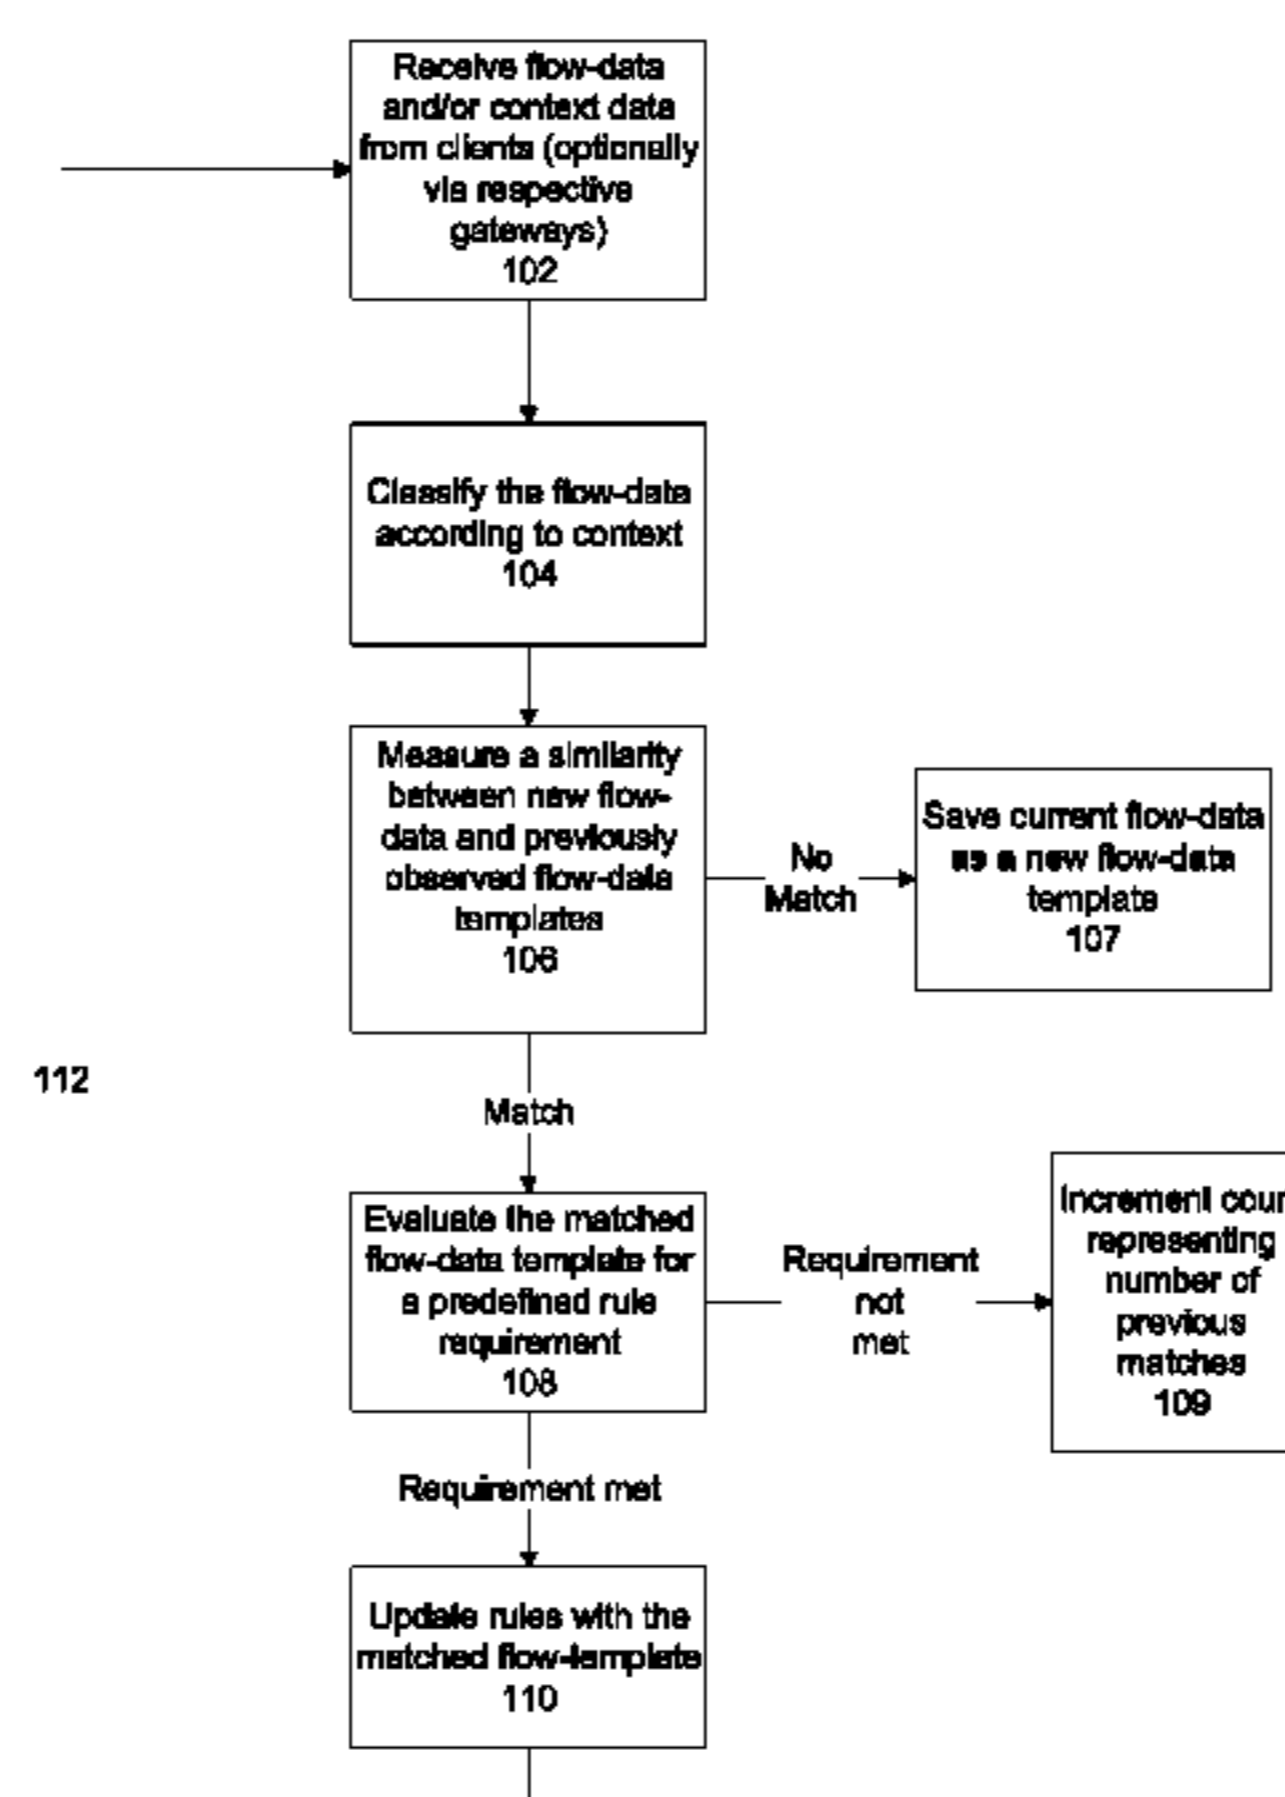 Receive flow-data
and/or context data
from clients (optionally
via respective
gateways)
102
Classify the flow-data
according to context
104
Measure a similarity
between new flow-
data and previously
observed flow-data
templates
106
No
Match
Save current flow-data
as a new flow-data
template
107
112
Match
Evaluate the matched
flow-data template for
a predefined rule
requirement
108
Requirement
not
met
Increment coun
representing
number of
previous
matches
109
Requirement met
Update rules with the
matched flow-template
110